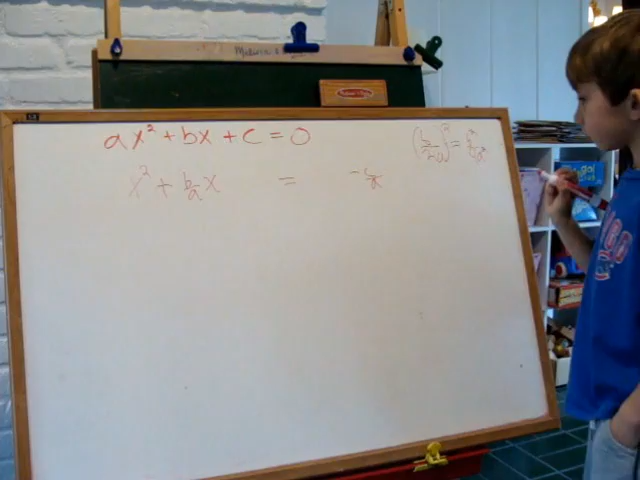 ax² + bx + c = 0
(b/2a)² = b²/4a²
x² + b/a x = -c/a